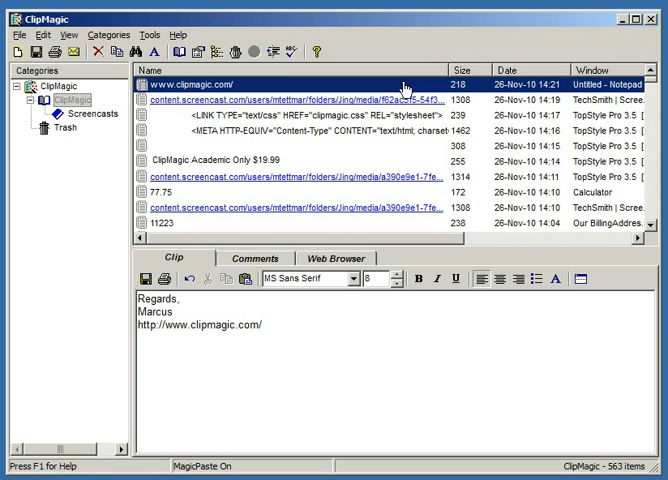 ClipMagic
File Edit View Categories Tools Help
Categories
ClipMagic
ClipMagic
Screencasts
Trash
Name Size Date Window
www.clipmagic.com/ 218 26-Nov-10 14:21 Untitled - Notepad
content.screencast.com/users/mtettmar/folders/Jing/media/f62ac5f5-54f3... 1308 26-Nov-10 14:19 TechSmith | Scree...
<LINK TYPE="text/css" HREF="clipmagic.css" REL="stylesheet"> 239 26-Nov-10 14:17 TopStyle Pro 3.5 [
<META HTTP-EQUIV="Content-Type" CONTENT="text/html; charset 1462 26-Nov-10 14:16 TopStyle Pro 3.5 [
308 26-Nov-10 14:15 TopStyle Pro 3.5 [
ClipMagic Academic Only $19.99 255 26-Nov-10 14:14 TopStyle Pro 3.5 [
content.screencast.com/users/mtettmar/folders/Jing/media/a390e9e1-7fe... 1314 26-Nov-10 14:11 TopStyle Pro 3.5 [
77.75 172 26-Nov-10 14:10 Calculator
content.screencast.com/users/mtettmar/folders/Jing/media/a390e9e1-7fe... 1308 26-Nov-10 14:10 TechSmith | Scree...
11223 238 26-Nov-10 14:04 Our BillingAddres.
Clip Comments Web Browser
MS Sans Serif 8 B I U
Regards,
Marcus
http://www.clipmagic.com/
Press F1 for Help MagicPaste On ClipMagic - 563 items